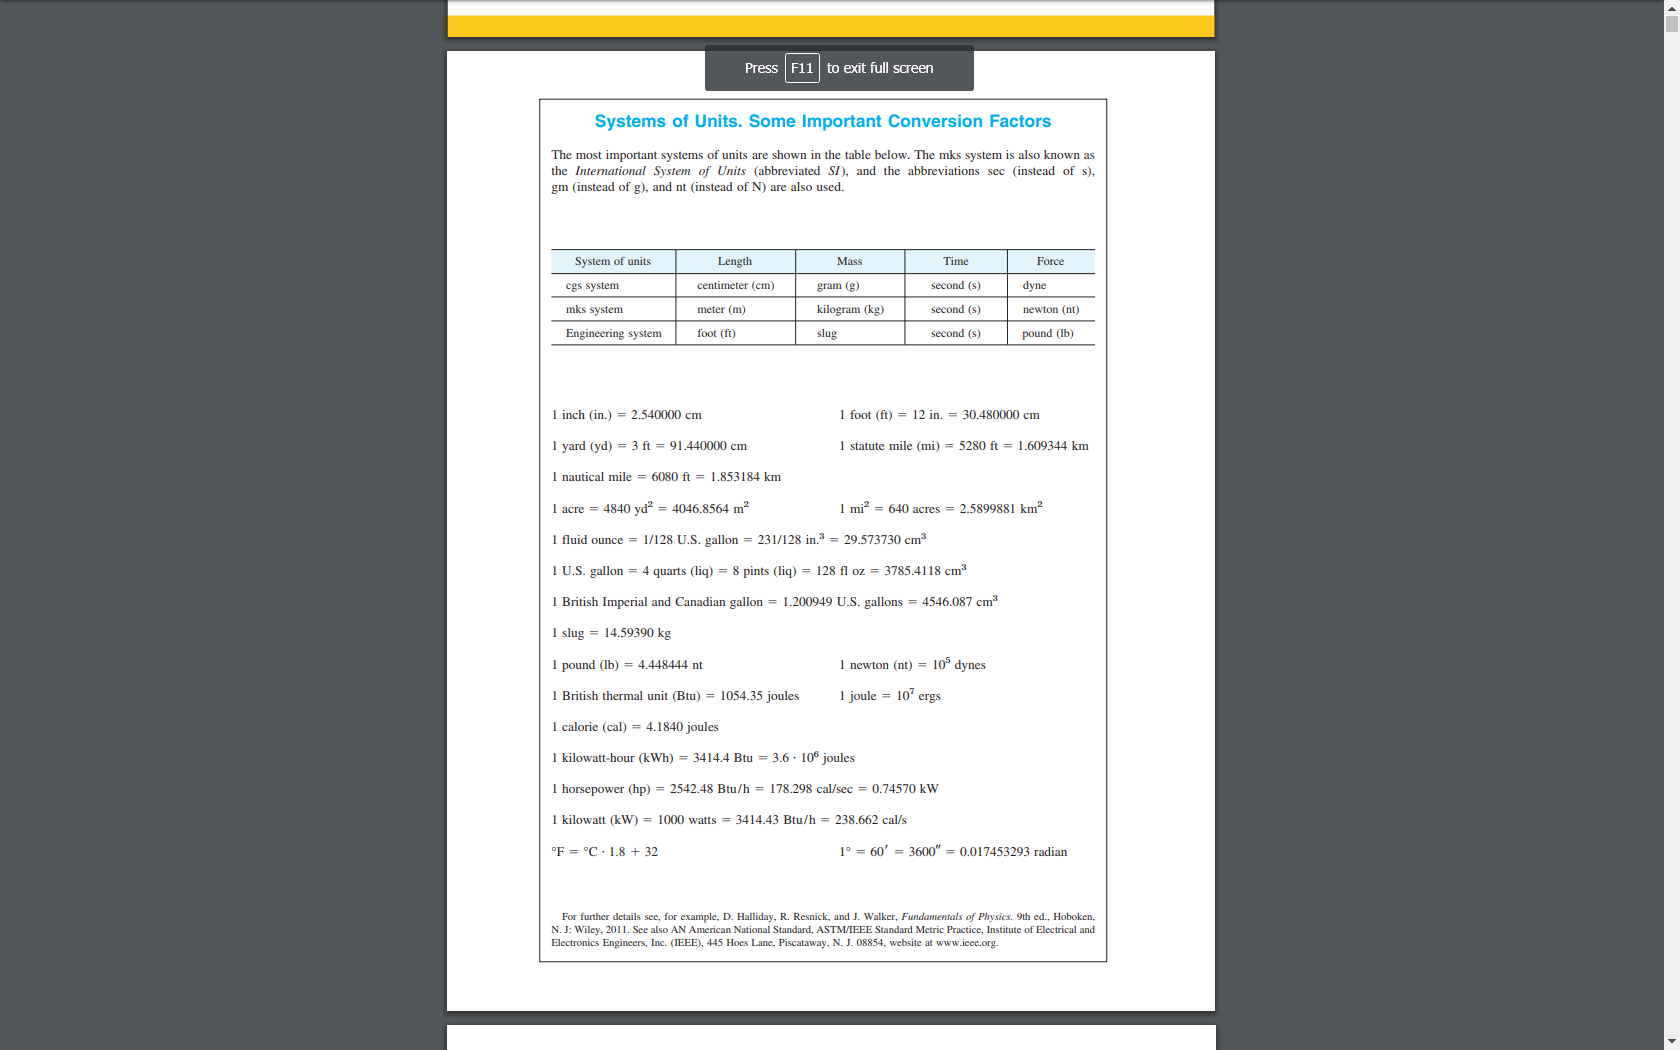 Press F11 to exit full screen
Systems of Units. Some Important Conversion Factors
The most important systems of units are shown in the table below. The mks system is also known as
the International System of Units (abbreviated SI), and the abbreviations sec (instead of s),
gm (instead of g), and nt (instead of N) are also used.
System of units Length Mass Time Force
cgs system centimeter (cm) gram (g) second (s) dyne
mks system meter (m) kilogram (kg) second (s) newton (nt)
Engineering system foot (ft) slug second (s) pound (lb)
1 inch (in.) = 2.540000 cm 1 foot (ft) = 12 in. = 30.480000 cm
1 yard (yd) = 3 ft = 91.440000 cm 1 statute mile (mi) = 5280 ft = 1.609344 km
1 nautical mile = 6080 ft = 1.853184 km
1 acre = 4840 yd² = 4046.8564 m² 1 mi² = 640 acres = 2.5899881 km²
1 fluid ounce = 1/128 U.S. gallon = 231/128 in.³ = 29.573730 cm³
1 U.S. gallon = 4 quarts (liq) = 8 pints (liq) = 128 fl oz = 3785.4118 cm³
1 British Imperial and Canadian gallon = 1.200949 U.S. gallons = 4546.087 cm³
1 slug = 14.59390 kg
1 pound (lb) = 4.448444 nt 1 newton (nt) = 10⁵ dynes
1 British thermal unit (Btu) = 1054.35 joules 1 joule = 10⁷ ergs
1 calorie (cal) = 4.1840 joules
1 kilowatt-hour (kWh) = 3414.4 Btu = 3.6 · 10⁶ joules
1 horsepower (hp) = 2542.48 Btu/h = 178.298 cal/sec = 0.74570 kW
1 kilowatt (kW) = 1000 watts = 3414.43 Btu/h = 238.662 cal/s
°F = °C · 1.8 + 32 1° = 60′ = 3600″ = 0.017453293 radian
For further details see, for example, D. Halliday, R. Resnick, and J. Walker, Fundamentals of Physics. 9th ed., Hoboken,
N. J: Wiley, 2011. See also AN American National Standard, ASTM/IEEE Standard Metric Practice, Institute of Electrical and
Electronics Engineers, Inc. (IEEE), 445 Hoes Lane, Piscataway, N. J. 08854, website at www.ieee.org.